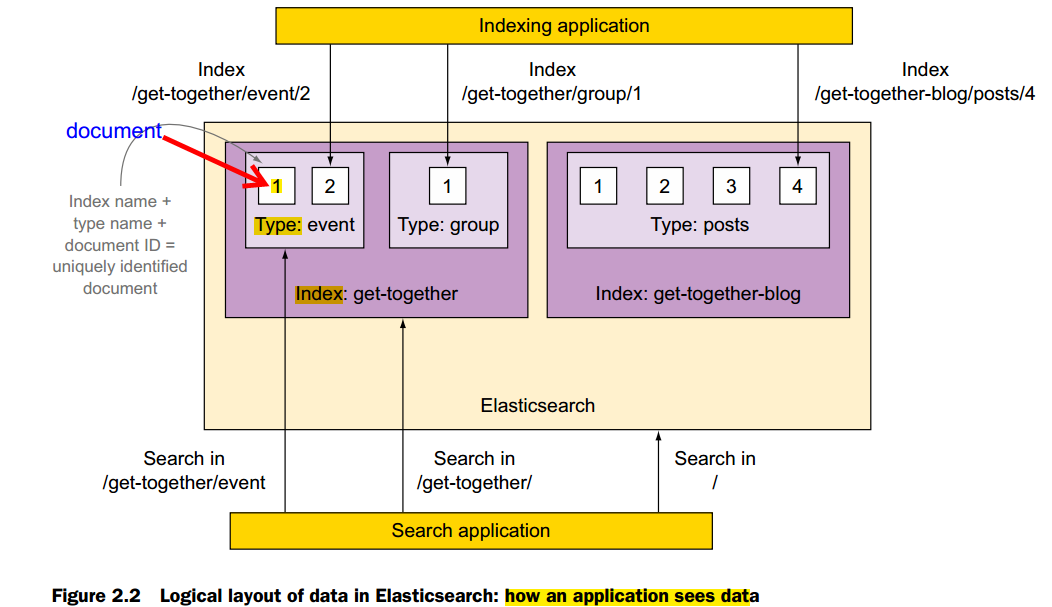 Indexing application
Index
/get-together/event/2
Index
/get-together/group/1
Index
/get-together-blog/posts/4
document
1
2
1
1
2
3
4
Type: event
Type: group
Type: posts
Index name +
type name +
document ID =
uniquely identified
document
Index: get-together
Index: get-together-blog
Elasticsearch
Search in
/get-together/event
Search in
/get-together/
Search in
/
Search application
Figure 2.2 Logical layout of data in Elasticsearch: how an application sees data